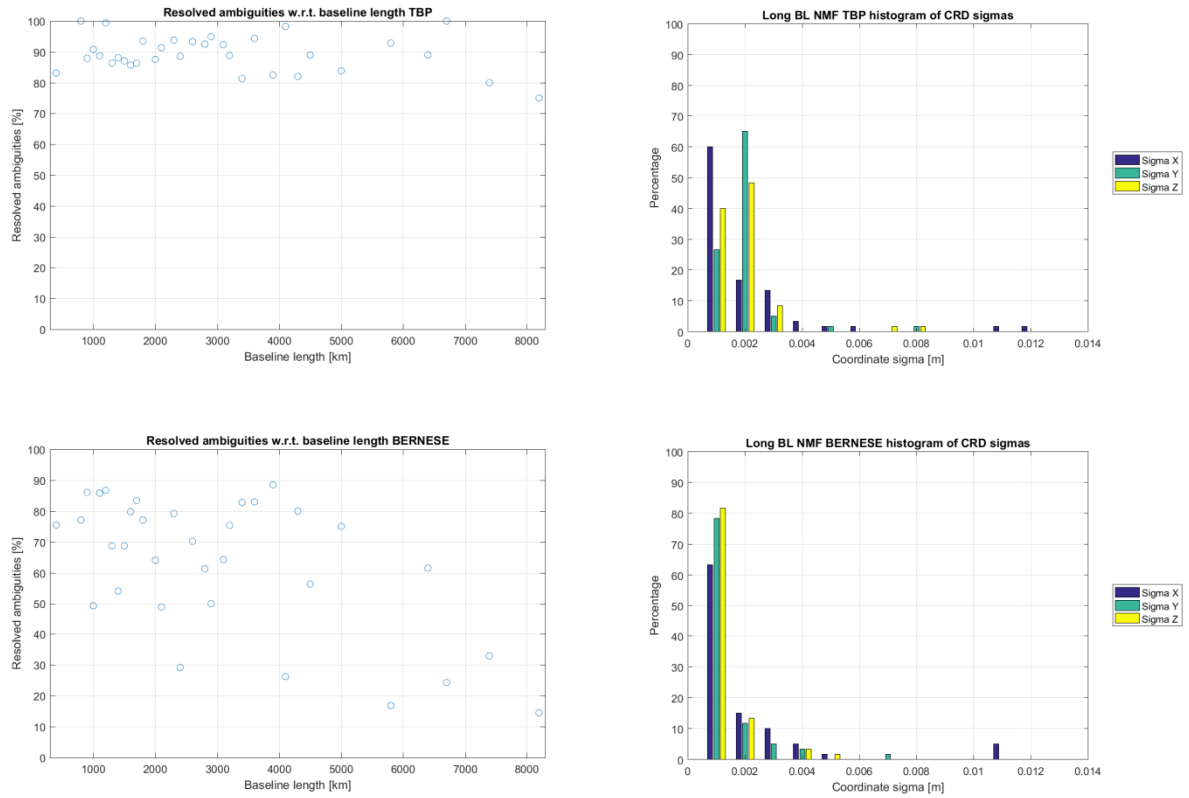 Resolved ambiguities w.r.t. baseline length TBP
Resolved ambiguities [%]
100
90
80
70
60
50
40
30
20
10
0
1000 2000 3000 4000 5000 6000 7000 8000
Baseline length [km]
Long BL NMF TBP histogram of CRD sigmas
Percentage
100
90
80
70
60
50
40
30
20
10
0
0 0.002 0.004 0.006 0.008 0.01 0.012 0.014
Coordinate sigma [m]
Sigma X
Sigma Y
Sigma Z
Resolved ambiguities w.r.t. baseline length BERNESE
Resolved ambiguities [%]
100
90
80
70
60
50
40
30
20
10
0
1000 2000 3000 4000 5000 6000 7000 8000
Baseline length [km]
Long BL NMF BERNESE histogram of CRD sigmas
Percentage
100
90
80
70
60
50
40
30
20
10
0
0 0.002 0.004 0.006 0.008 0.01 0.012 0.014
Coordinate sigma [m]
Sigma X
Sigma Y
Sigma Z